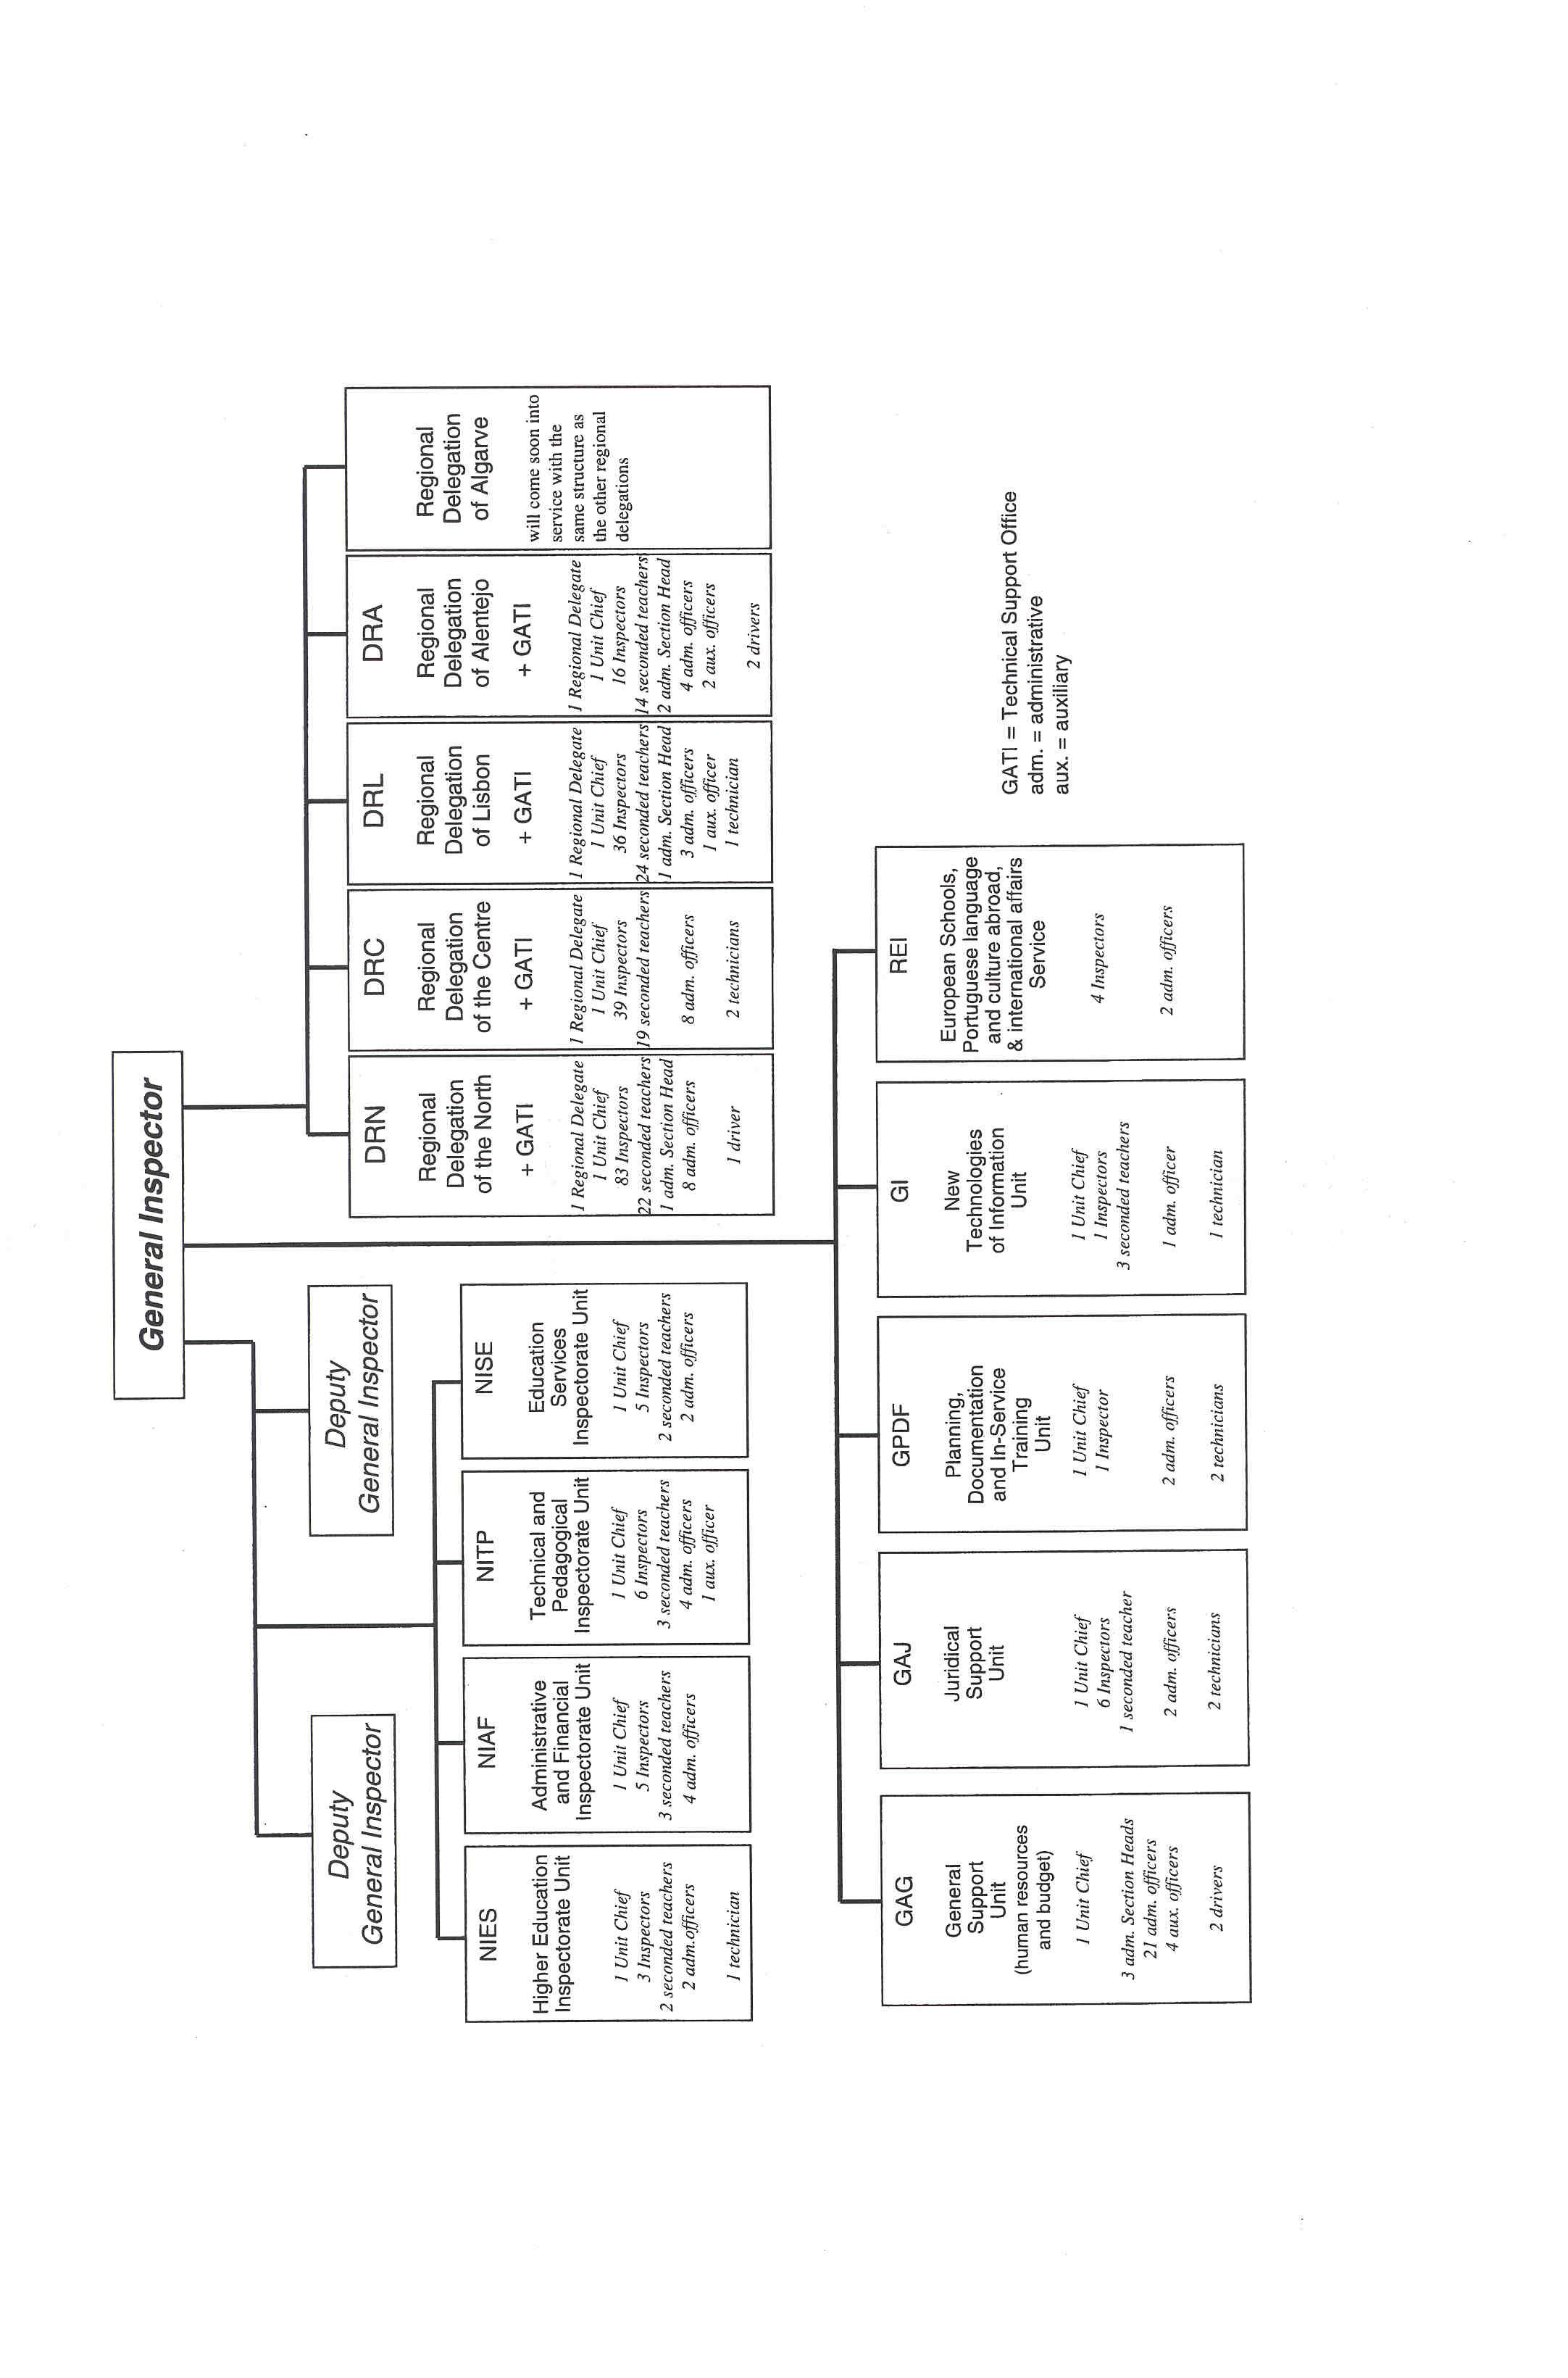 General Inspector
Deputy
General Inspector
Deputy
General Inspector
NIES
Higher Education
Inspectorate Unit
1 Unit Chief
3 Inspectors
2 seconded teachers
2 adm.officers
1 technician
NIAF
Administrative
and Financial
Inspectorate Unit
1 Unit Chief
5 Inspectors
3 seconded teachers
4 adm. officers
NITP
Technical and
Pedagogical
Inspectorate Unit
1 Unit Chief
6 Inspectors
3 seconded teachers
4 adm. officers
1 aux. officer
NISE
Education
Services
Inspectorate Unit
1 Unit Chief
5 Inspectors
2 seconded teachers
2 adm. officers
DRN
Regional
Delegation
of the North
+ GATI
1 Regional Delegate
1 Unit Chief
83 Inspectors
22 seconded teachers
1 adm. Section Head
8 adm. officers
1 driver
DRC
Regional
Delegation
of the Centre
+ GATI
1 Regional Delegate
1 Unit Chief
39 Inspectors
19 seconded teachers
8 adm. officers
2 technicians
DRL
Regional
Delegation
of Lisbon
+ GATI
1 Regional Delegate
1 Unit Chief
36 Inspectors
24 seconded teachers
1 adm. Section Head
3 adm. officers
1 aux. officer
1 technician
DRA
Regional
Delegation
of Alentejo
+ GATI
1 Regional Delegate
1 Unit Chief
16 Inspectors
14 seconded teachers
2 adm. Section Head
4 adm. officers
2 aux. officers
2 drivers
Regional
Delegation
of Algarve
will come soon into
service with the
same structure as
the other regional
delegations
GAG
General
Support
Unit
(human resources
and budget)
1 Unit Chief
3 adm. Section Heads
21 adm. officers
4 aux. officers
2 drivers
GAJ
Juridical
Support
Unit
1 Unit Chief
6 Inspectors
1 seconded teacher
2 adm. officers
2 technicians
GPDF
Planning,
Documentation
and In-Service
Training
Unit
1 Unit Chief
1 Inspector
2 adm. officers
2 technicians
GI
New
Technologies
of Information
Unit
1 Unit Chief
1 Inspectors
3 seconded teachers
1 adm. officer
1 technician
REI
European Schools,
Portuguese language
and culture abroad,
& international affairs
Service
4 Inspectors
2 adm. officers
GATI = Technical Support Office
adm. = administrative
aux. = auxiliary